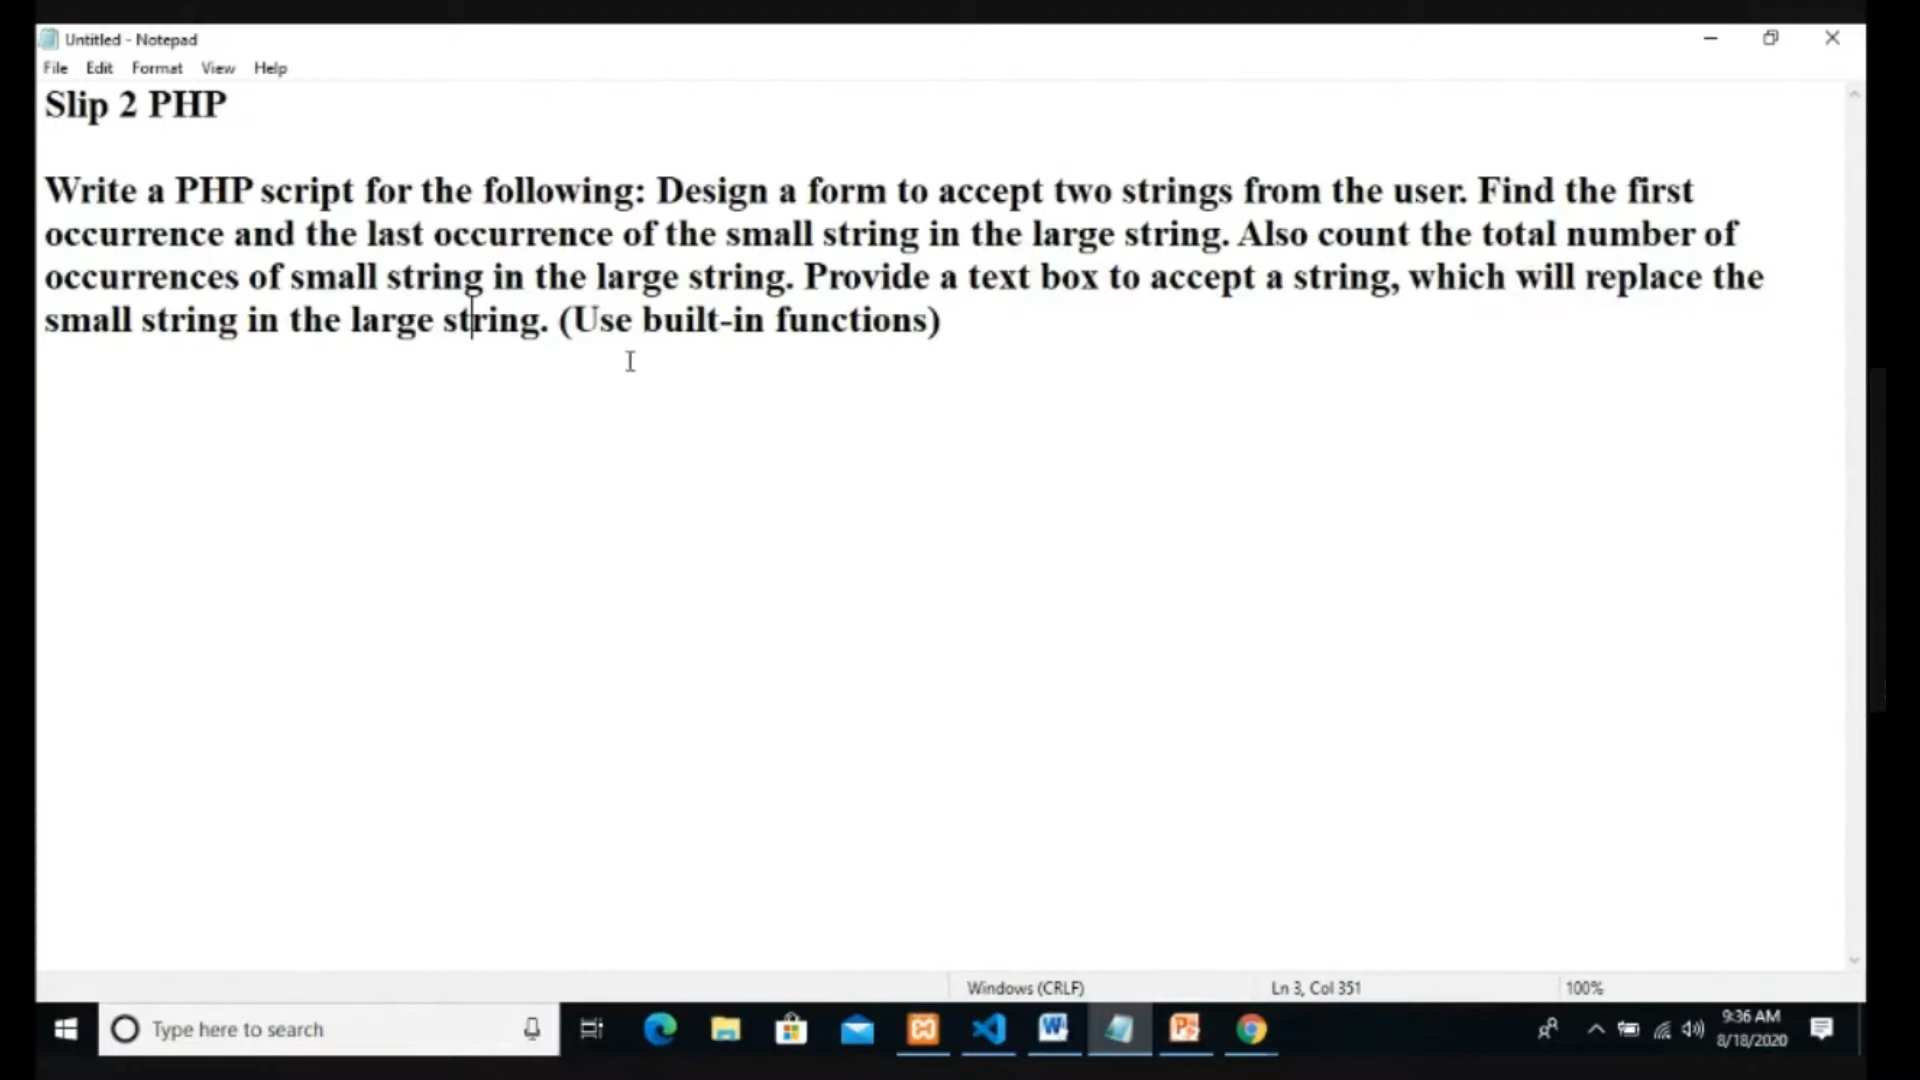 Untitled - Notepad
File Edit Format View Help
Slip 2 PHP
Write a PHP script for the following: Design a form to accept two strings from the user. Find the first
occurrence and the last occurrence of the small string in the large string. Also count the total number of
occurrences of small string in the large string. Provide a text box to accept a string, which will replace the
small string in the large string. (Use built-in functions)
Windows (CRLF) Ln 3, Col 351 100%
Type here to search
9:36 AM
8/18/2020